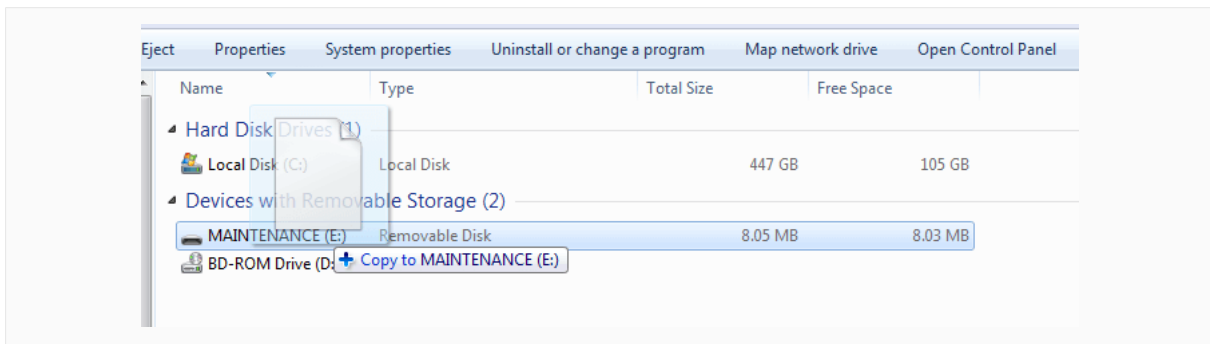 Eject Properties System properties Uninstall or change a program Map network drive Open Control Panel
Name Type Total Size Free Space
Hard Disk Drives (1)
Local Disk (C:) Local Disk 447 GB 105 GB
Devices with Removable Storage (2)
MAINTENANCE (E:) Removable Disk 8.05 MB 8.03 MB
BD-ROM Drive (D: Copy to MAINTENANCE (E:)